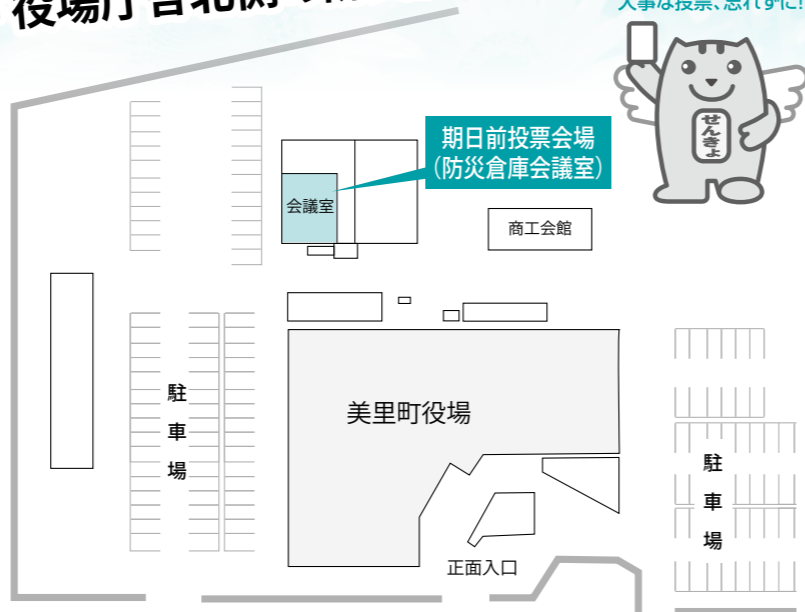 役場庁舎北側
大事な投票、忘れずに!
せんきょ
期日前投票会場
(防災倉庫会議室)
会議室
商工会館
美里町役場
駐車場
駐車場
正面入口